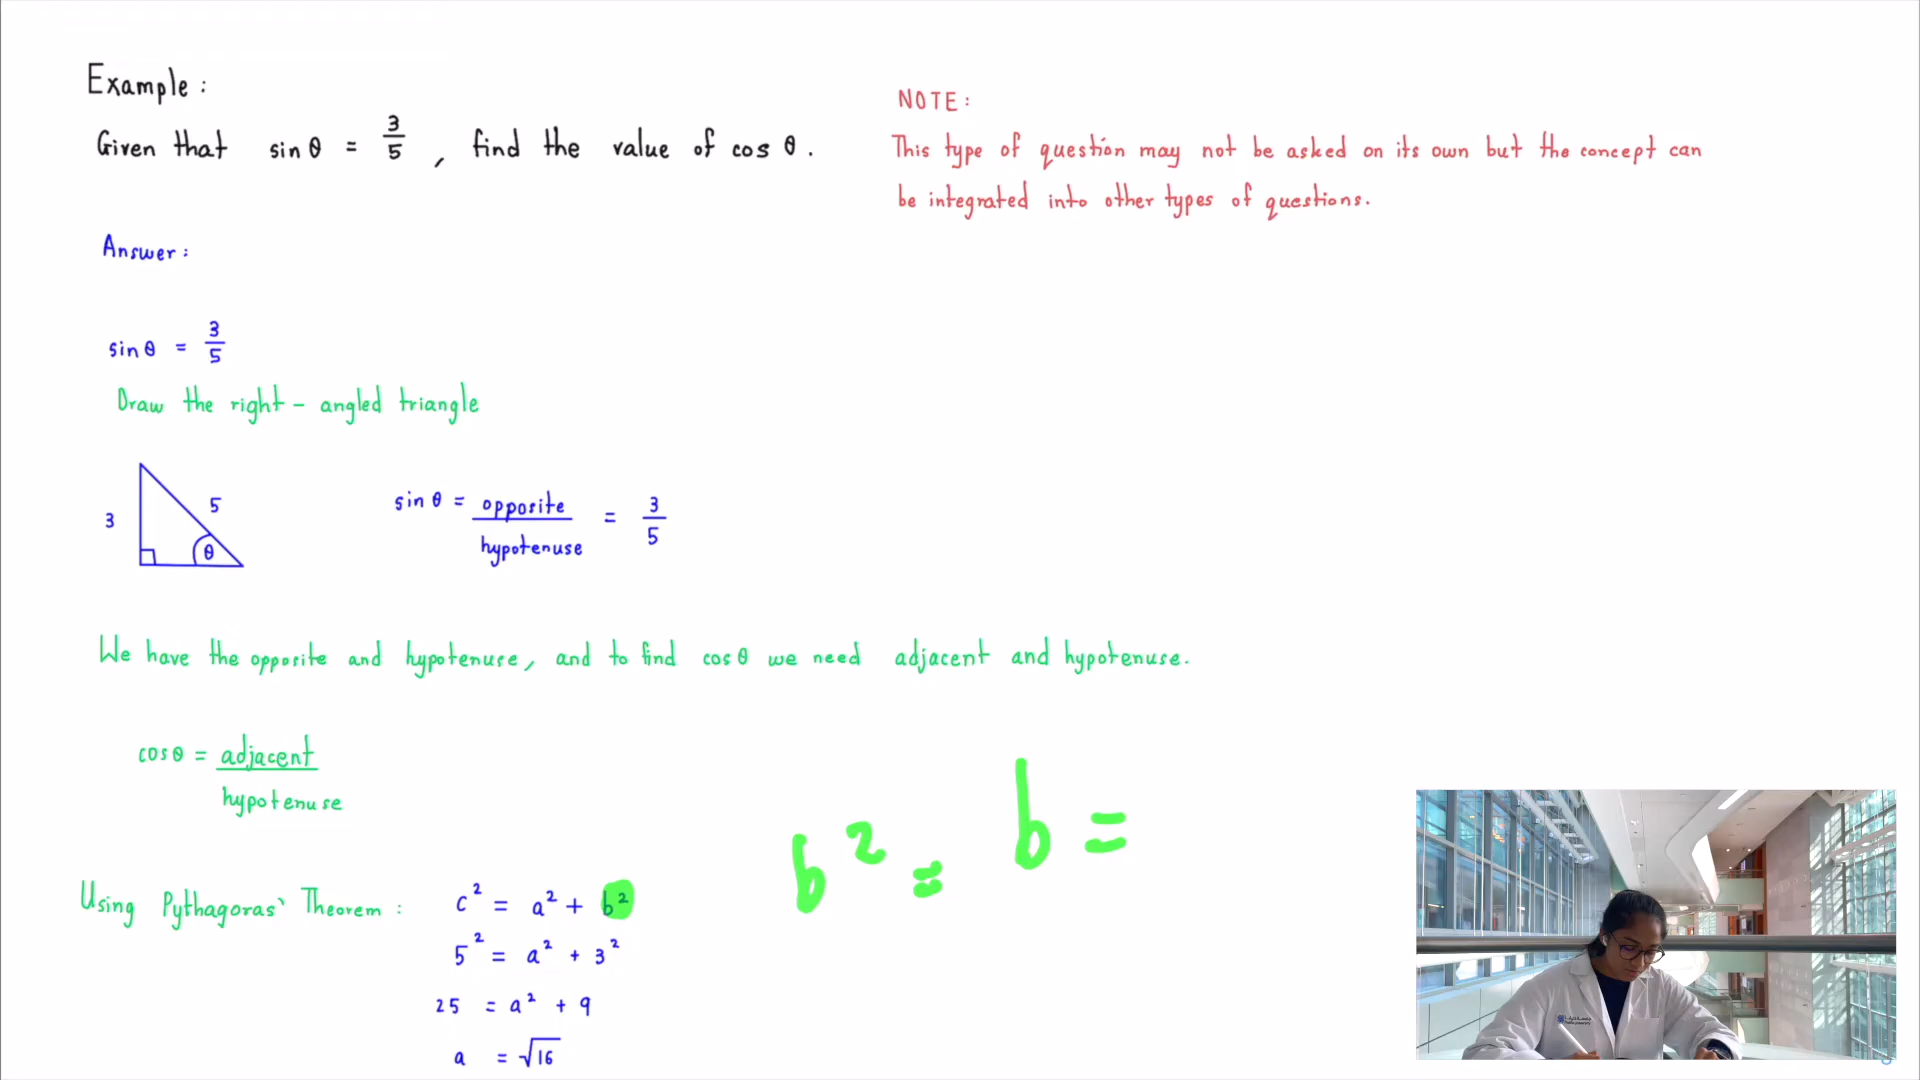 Example :
Given that sin θ = 3/5 , find the value of cos θ .
NOTE :
This type of question may not be asked on its own but the concept can
be integrated into other types of questions.
Answer :
sin θ = 3/5
Draw the right - angled triangle
3
5
θ
sin θ = opposite/hypotenuse = 3/5
We have the opposite and hypotenuse, and to find cos θ we need adjacent and hypotenuse.
cos θ = adjacent/hypotenuse
Using Pythagoras' Theorem :
c² = a² + b²
5² = a² + 3²
25 = a² + 9
a = √16
b² =
b =